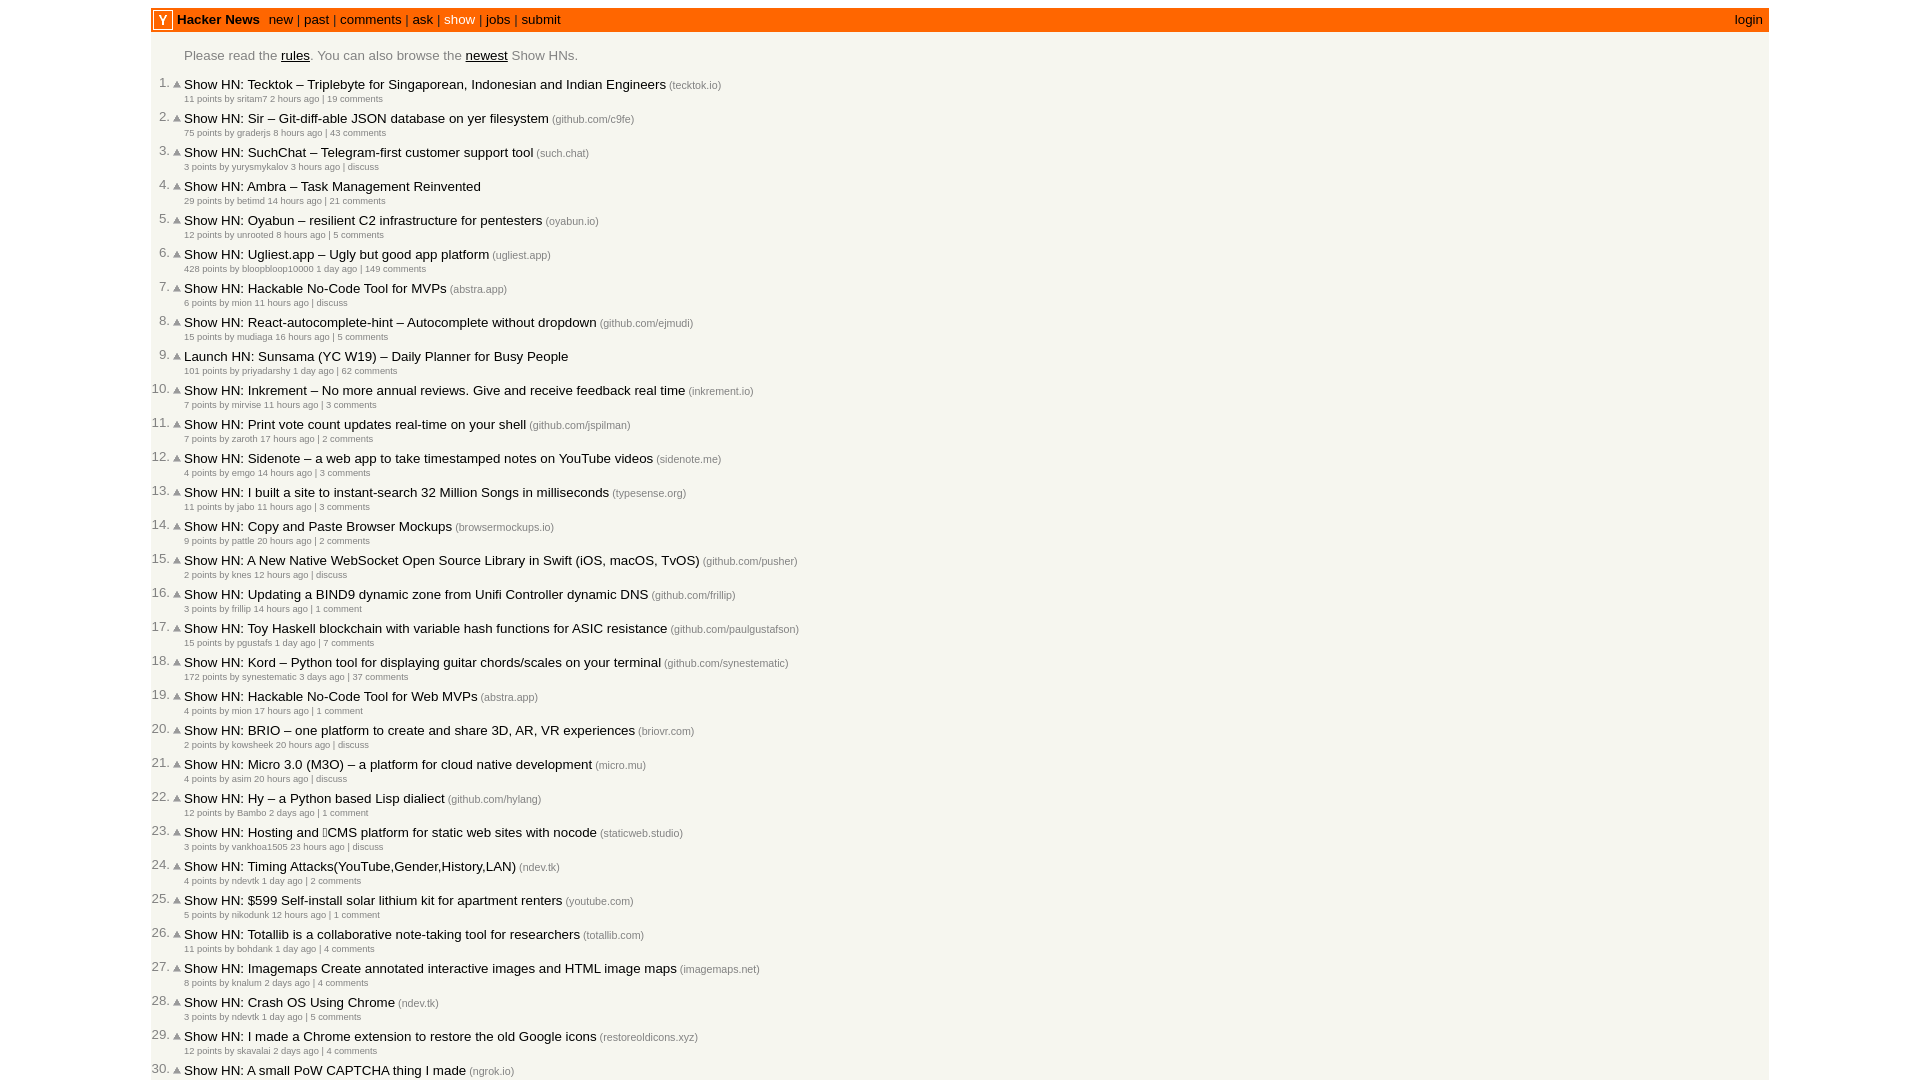 Y Hacker News new | past | comments | ask | show | jobs | submit login
Please read the rules. You can also browse the newest Show HNs.
1. Show HN: Tecktok – Triplebyte for Singaporean, Indonesian and Indian Engineers (tecktok.io)
11 points by sritam7 2 hours ago | 19 comments
2. Show HN: Sir – Git-diff-able JSON database on yer filesystem (github.com/c9fe)
75 points by graderjs 8 hours ago | 43 comments
3. Show HN: SuchChat – Telegram-first customer support tool (such.chat)
3 points by yurysmykalov 3 hours ago | discuss
4. Show HN: Ambra – Task Management Reinvented
29 points by betimd 14 hours ago | 21 comments
5. Show HN: Oyabun – resilient C2 infrastructure for pentesters (oyabun.io)
12 points by unrooted 8 hours ago | 5 comments
6. Show HN: Ugliest.app – Ugly but good app platform (ugliest.app)
428 points by bloopbloop10000 1 day ago | 149 comments
7. Show HN: Hackable No-Code Tool for MVPs (abstra.app)
6 points by mion 11 hours ago | discuss
8. Show HN: React-autocomplete-hint – Autocomplete without dropdown (github.com/ejmudi)
15 points by mudiaga 16 hours ago | 5 comments
9. Launch HN: Sunsama (YC W19) – Daily Planner for Busy People
101 points by priyadarshy 1 day ago | 62 comments
10. Show HN: Inkrement – No more annual reviews. Give and receive feedback real time (inkrement.io)
7 points by mirvise 11 hours ago | 3 comments
11. Show HN: Print vote count updates real-time on your shell (github.com/jspilman)
7 points by zaroth 17 hours ago | 2 comments
12. Show HN: Sidenote – a web app to take timestamped notes on YouTube videos (sidenote.me)
4 points by emgo 14 hours ago | 3 comments
13. Show HN: I built a site to instant-search 32 Million Songs in milliseconds (typesense.org)
11 points by jabo 11 hours ago | 3 comments
14. Show HN: Copy and Paste Browser Mockups (browsermockups.io)
9 points by pattle 20 hours ago | 2 comments
15. Show HN: A New Native WebSocket Open Source Library in Swift (iOS, macOS, TvOS) (github.com/pusher)
2 points by knes 12 hours ago | discuss
16. Show HN: Updating a BIND9 dynamic zone from Unifi Controller dynamic DNS (github.com/frillip)
3 points by frillip 14 hours ago | 1 comment
17. Show HN: Toy Haskell blockchain with variable hash functions for ASIC resistance (github.com/paulgustafson)
15 points by pgustafs 1 day ago | 7 comments
18. Show HN: Kord – Python tool for displaying guitar chords/scales on your terminal (github.com/synestematic)
172 points by synestematic 3 days ago | 37 comments
19. Show HN: Hackable No-Code Tool for Web MVPs (abstra.app)
4 points by mion 17 hours ago | 1 comment
20. Show HN: BRIO – one platform to create and share 3D, AR, VR experiences (briovr.com)
2 points by kowsheek 20 hours ago | discuss
21. Show HN: Micro 3.0 (M3O) – a platform for cloud native development (micro.mu)
4 points by asim 20 hours ago | discuss
22. Show HN: Hy – a Python based Lisp dialiect (github.com/hylang)
12 points by Bambo 2 days ago | 1 comment
23. Show HN: Hosting and CMS platform for static web sites with nocode (staticweb.studio)
3 points by vankhoa1505 23 hours ago | discuss
24. Show HN: Timing Attacks(YouTube,Gender,History,LAN) (ndev.tk)
4 points by ndevtk 1 day ago | 2 comments
25. Show HN: $599 Self-install solar lithium kit for apartment renters (youtube.com)
5 points by nikodunk 12 hours ago | 1 comment
26. Show HN: Totallib is a collaborative note-taking tool for researchers (totallib.com)
11 points by bohdank 1 day ago | 4 comments
27. Show HN: Imagemaps Create annotated interactive images and HTML image maps (imagemaps.net)
8 points by knalum 2 days ago | 4 comments
28. Show HN: Crash OS Using Chrome (ndev.tk)
3 points by ndevtk 1 day ago | 5 comments
29. Show HN: I made a Chrome extension to restore the old Google icons (restoreoldicons.xyz)
12 points by skavalai 2 days ago | 4 comments
30. Show HN: A small PoW CAPTCHA thing I made (ngrok.io)